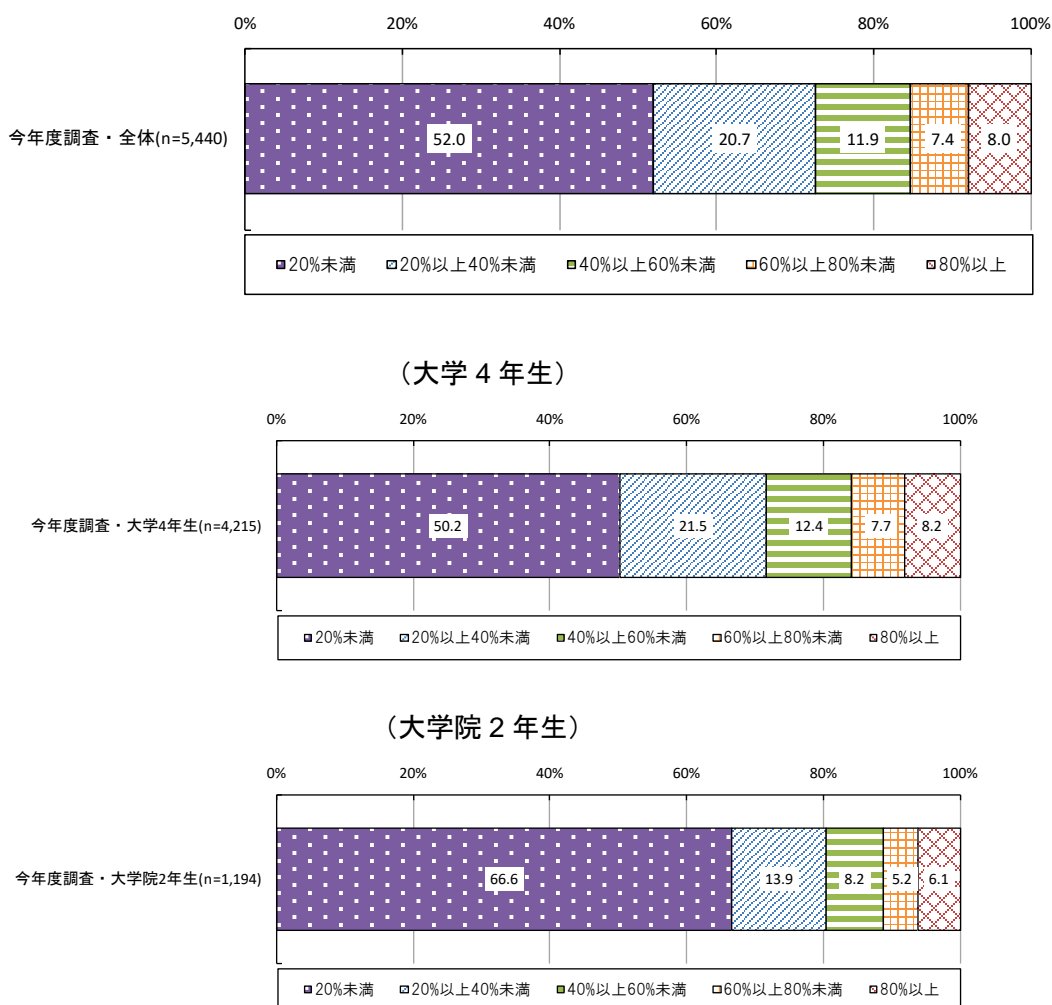 0% 20% 40% 60% 80% 100%
今年度調査・全体(n=5,440) 52.0 20.7 11.9 7.4 8.0
20%未満 20%以上40%未満 40%以上60%未満 60%以上80%未満 80%以上
（大学４年生）
0% 20% 40% 60% 80% 100%
今年度調査・大学4年生(n=4,215) 50.2 21.5 12.4 7.7 8.2
20%未満 20%以上40%未満 40%以上60%未満 60%以上80%未満 80%以上
（大学院２年生）
0% 20% 40% 60% 80% 100%
今年度調査・大学院2年生(n=1,194) 66.6 13.9 8.2 5.2 6.1
20%未満 20%以上40%未満 40%以上60%未満 60%以上80%未満 80%以上